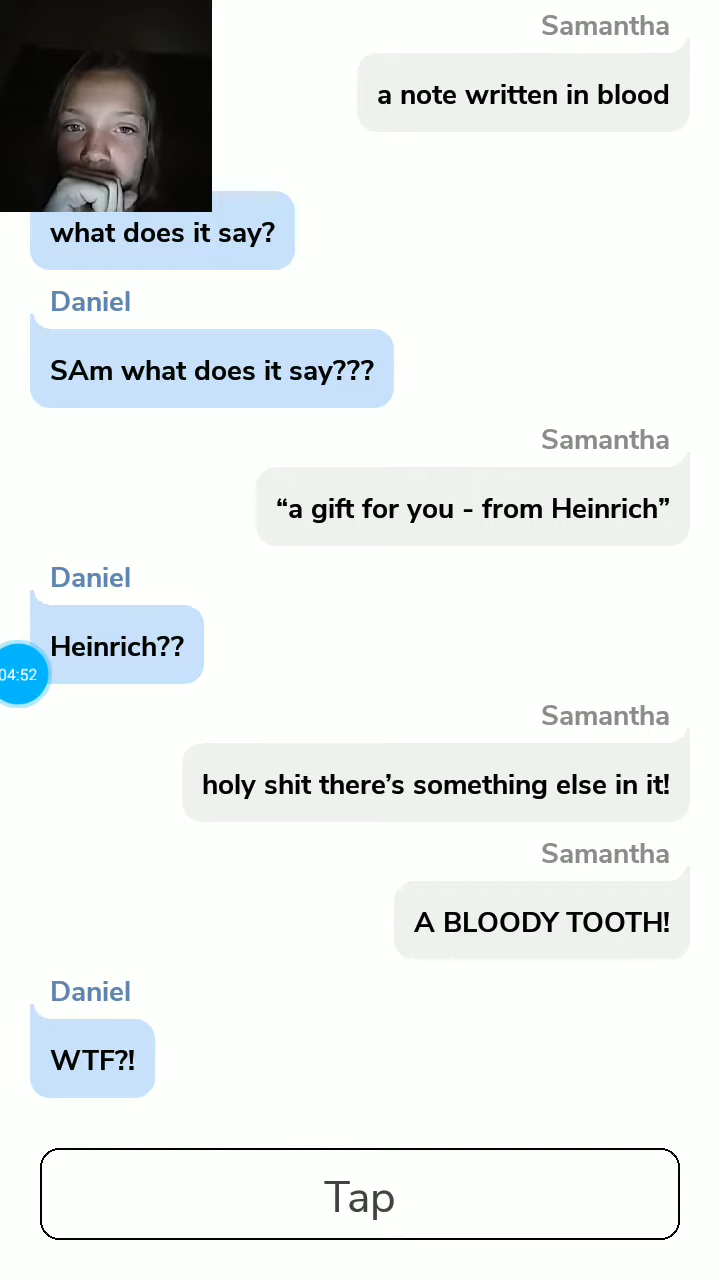 Samantha
a note written in blood
what does it say?
Daniel
SAm what does it say???
Samantha
“a gift for you - from Heinrich”
Daniel
Heinrich??
04:52
Samantha
holy shit there’s something else in it!
Samantha
A BLOODY TOOTH!
Daniel
WTF?!
Tap